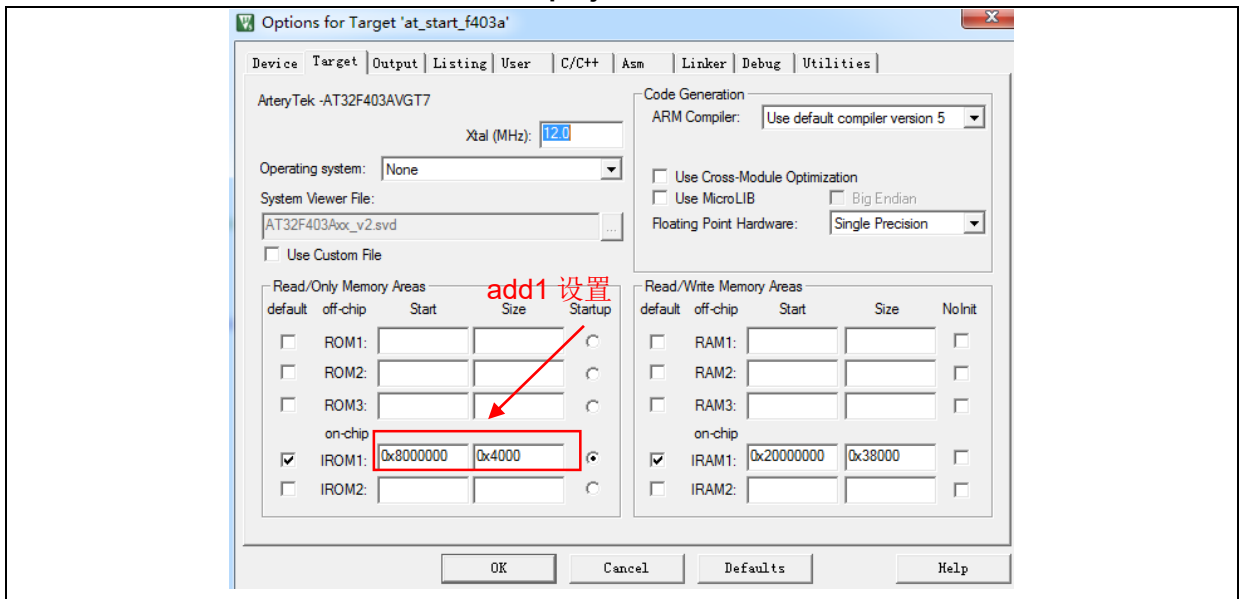 Options for Target 'at_start_f403a'
Device Target Output Listing User C/C++ Asm Linker Debug Utilities
ArteryTek -AT32F403AVGT7
Xtal (MHz): 12.0
Operating system: None
System Viewer File:
AT32F403Axx_v2.svd ...
Use Custom File
Code Generation
ARM Compiler: Use default compiler version 5
Use Cross-Module Optimization
Use MicroLIB Big Endian
Floating Point Hardware: Single Precision
Read/Only Memory Areas
add1 设置
default off-chip Start Size Startup
ROM1:
ROM2:
ROM3:
on-chip
IROM1: 0x8000000 0x4000
IROM2:
Read/Write Memory Areas
default off-chip Start Size NoInit
RAM1:
RAM2:
RAM3:
on-chip
IRAM1: 0x20000000 0x38000
IRAM2:
OK Cancel Defaults Help